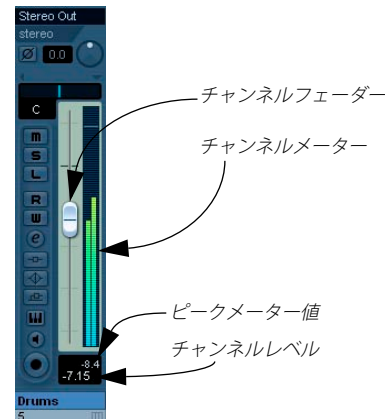 Stereo Out
stereo
0.0
C
チャンネルフェーダー
m
チャンネルメーター
S
L
R
W
e
ピークメーター値
-8.4
チャンネルレベル
-7.15
Drums
5